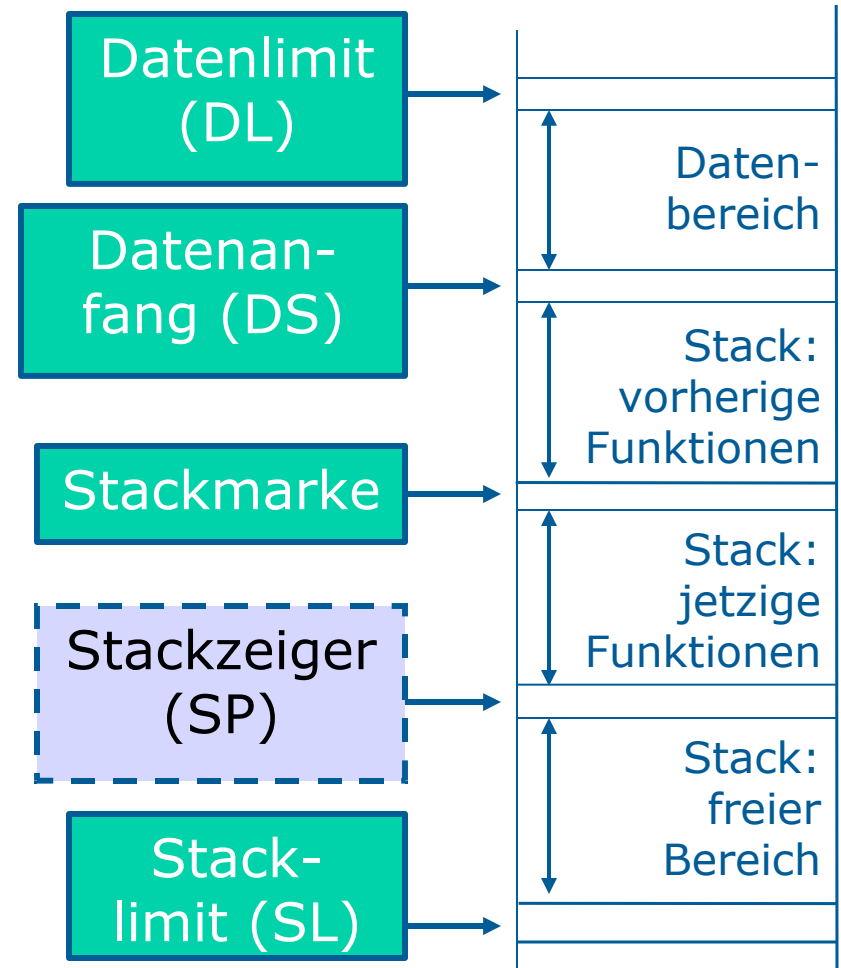 Datenlimit
(DL)
Daten-
bereich
Datenan-
fang (DS)
Stack:
vorherige
Funktionen
Stackmarke
Stack:
jetzige
Funktionen
Stackzeiger
(SP)
Stack:
freier
Bereich
Stack-
limit (SL)